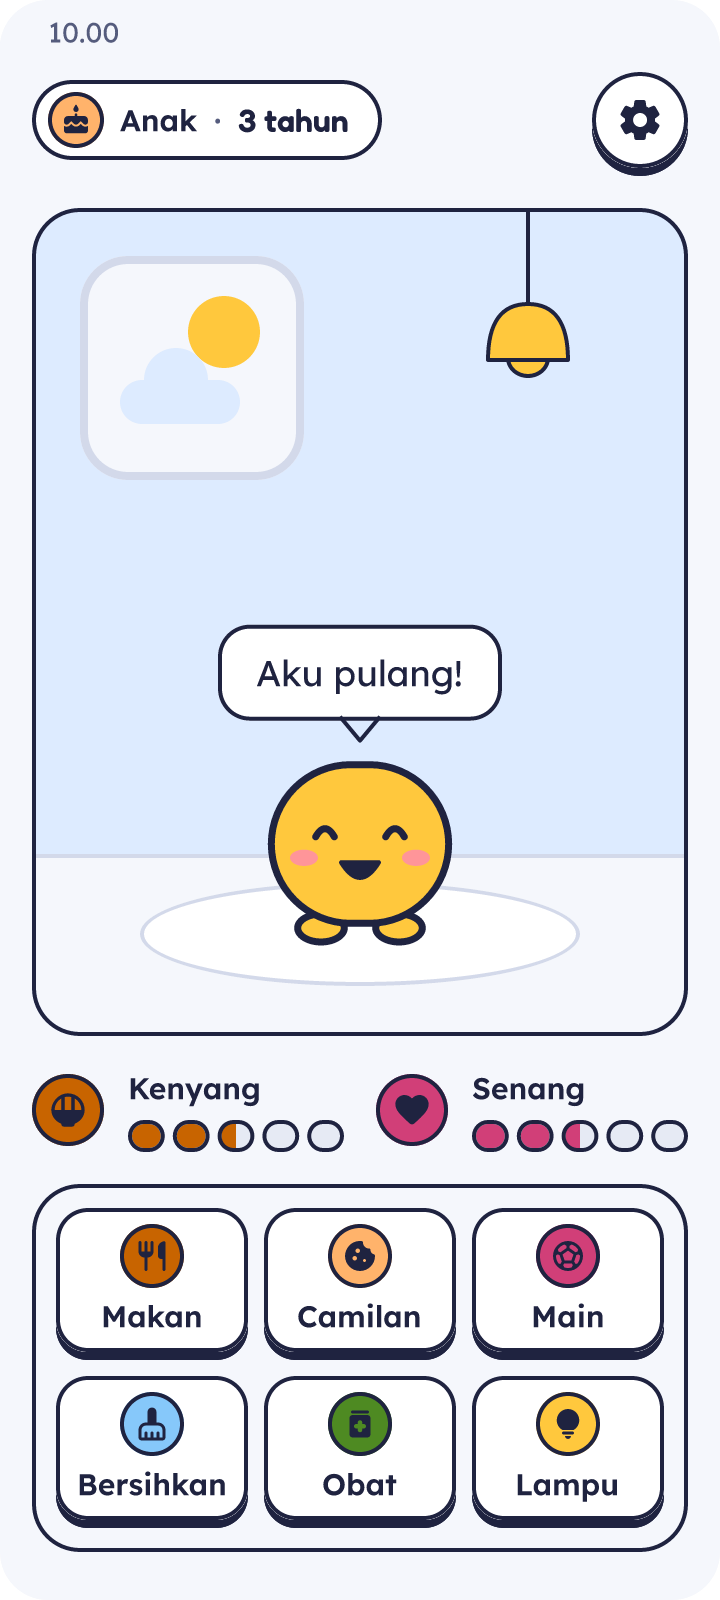 10.00
Anak · 3 tahun
Aku pulang!
Kenyang
Senang
Makan
Camilan
Main
Bersihkan
Obat
Lampu